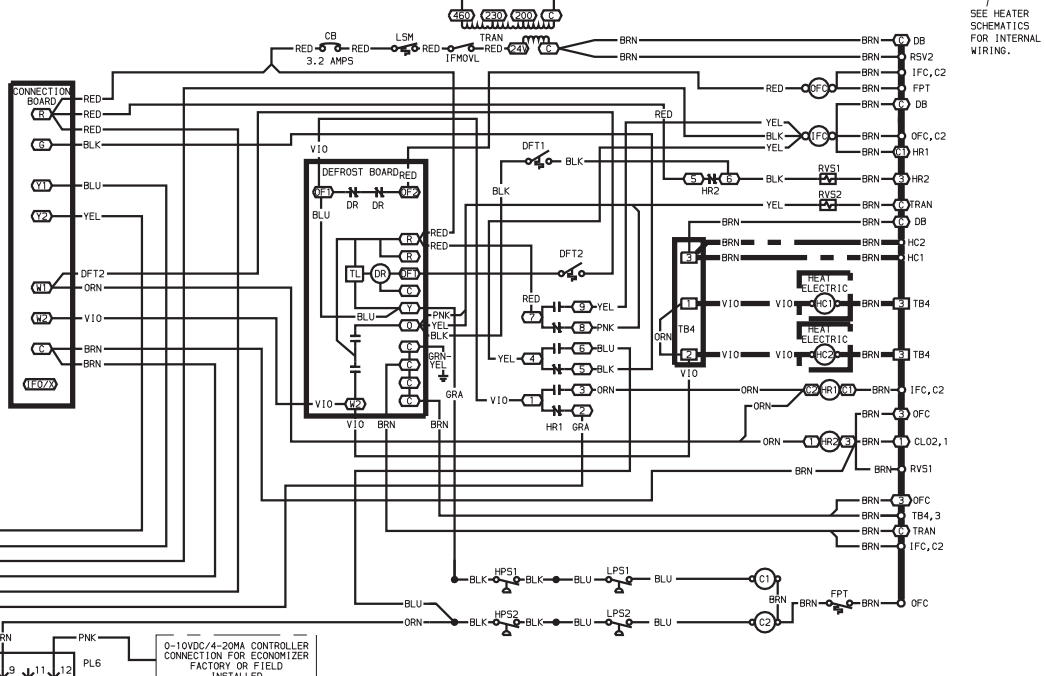 460 230 200 C
SEE HEATER
SCHEMATICS
FOR INTERNAL
WIRING.
CB LSM TRAN
RED RED RED RED 24V C
3.2 AMPS IFMOVL
BRN BRN C DB
BRN BRN RSV2
BRN IFC,C2
RED OFC BRN FPT
CONNECTION
BOARD
RED
R RED
RED
G BLK
Y1 BLU
Y2 YEL
DFT2
W1 ORN
W2 VIO
C BRN
BRN
IFO/X
RED
BRN C DB
YEL
BLK IFC BRN OFC,C2
YEL
BRN C1 HR1
VIO
DFT1
BLK
BLK
DEFROST BOARD RED
DF1 DR DR DF2
BLU
5 HR2 6 BLK RVS1 BRN 3 HR2
YEL RVS2 BRN C TRAN
BRN BRN C DB
BRN BRN HC2
BRN BRN HC1
R RED
RED
R
TL DR DFT
C
DFT2
BLU Y PNK
O YEL
BLK
C GRN-
YEL
C
C
C
GRA
VIO W2
VIO
BRN BRN
RED
7 9 YEL
8 PNK
YEL 4 6 BLU
5 BLK
VIO 1 3 ORN
2
HR1 GRA
3
1
TB4
2
ORN
VIO
HEAT
ELECTRIC
VIO VIO HC1 BRN 3 TB4
HEAT
ELECTRIC
VIO VIO HC2 BRN 3 TB4
ORN C2 HR1 C1 BRN IFC,C2
ORN
BRN 3 OFC
ORN 1 HR2 3 BRN 1 CLO2,1
BRN BRN RVS1
BRN 3 OFC
BRN TB4,3
BRN C TRAN
BRN IFC,C2
BLK HPS1 BLK BLU LPS1 BLU C1
BRN
BLU
ORN BLK HPS2 BLK BLU LPS2 BLU C2
BRN FPT BRN OFC
RN PNK
9 11 12 PL6
0-10VDC/4-20MA CONTROLLER
CONNECTION FOR ECONOMIZER
FACTORY OR FIELD
INSTALLED